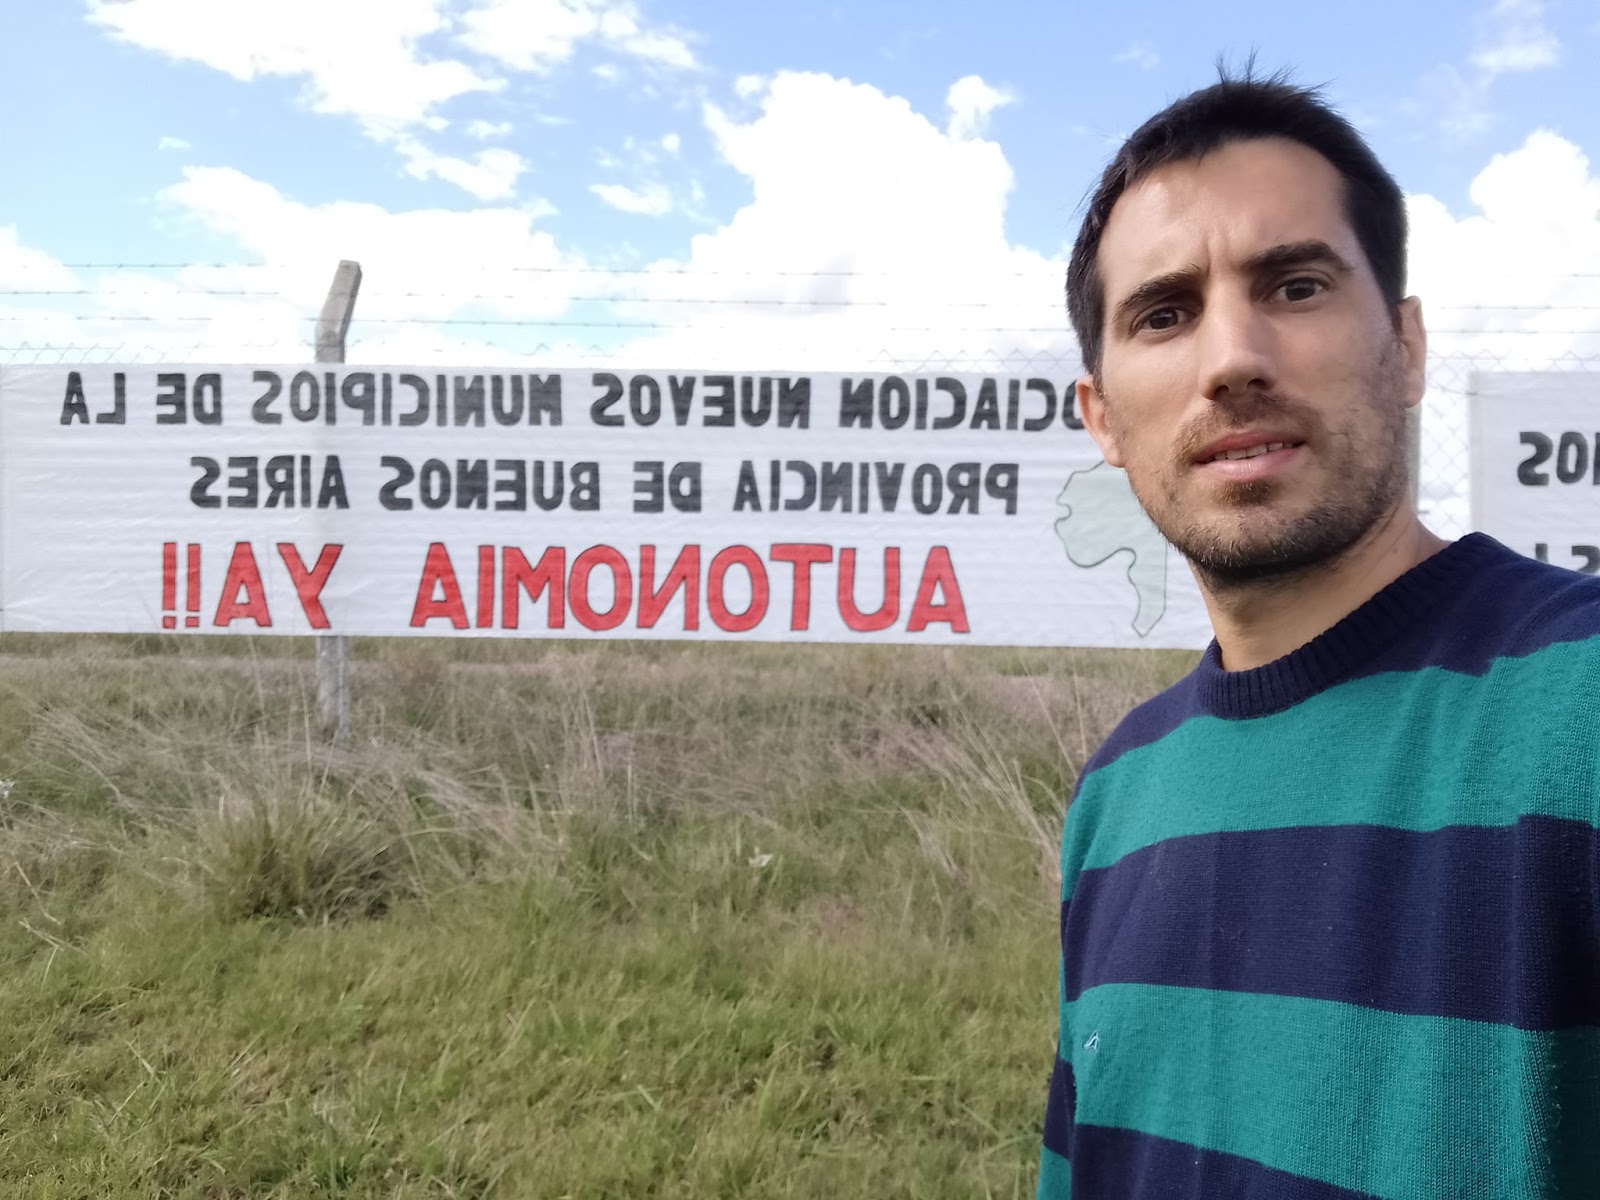 OCIACION NUEVOS MUNICIPIOS DE LA
PROVINCIA DE BUENOS AIRES
AUTONOMIA YA!!